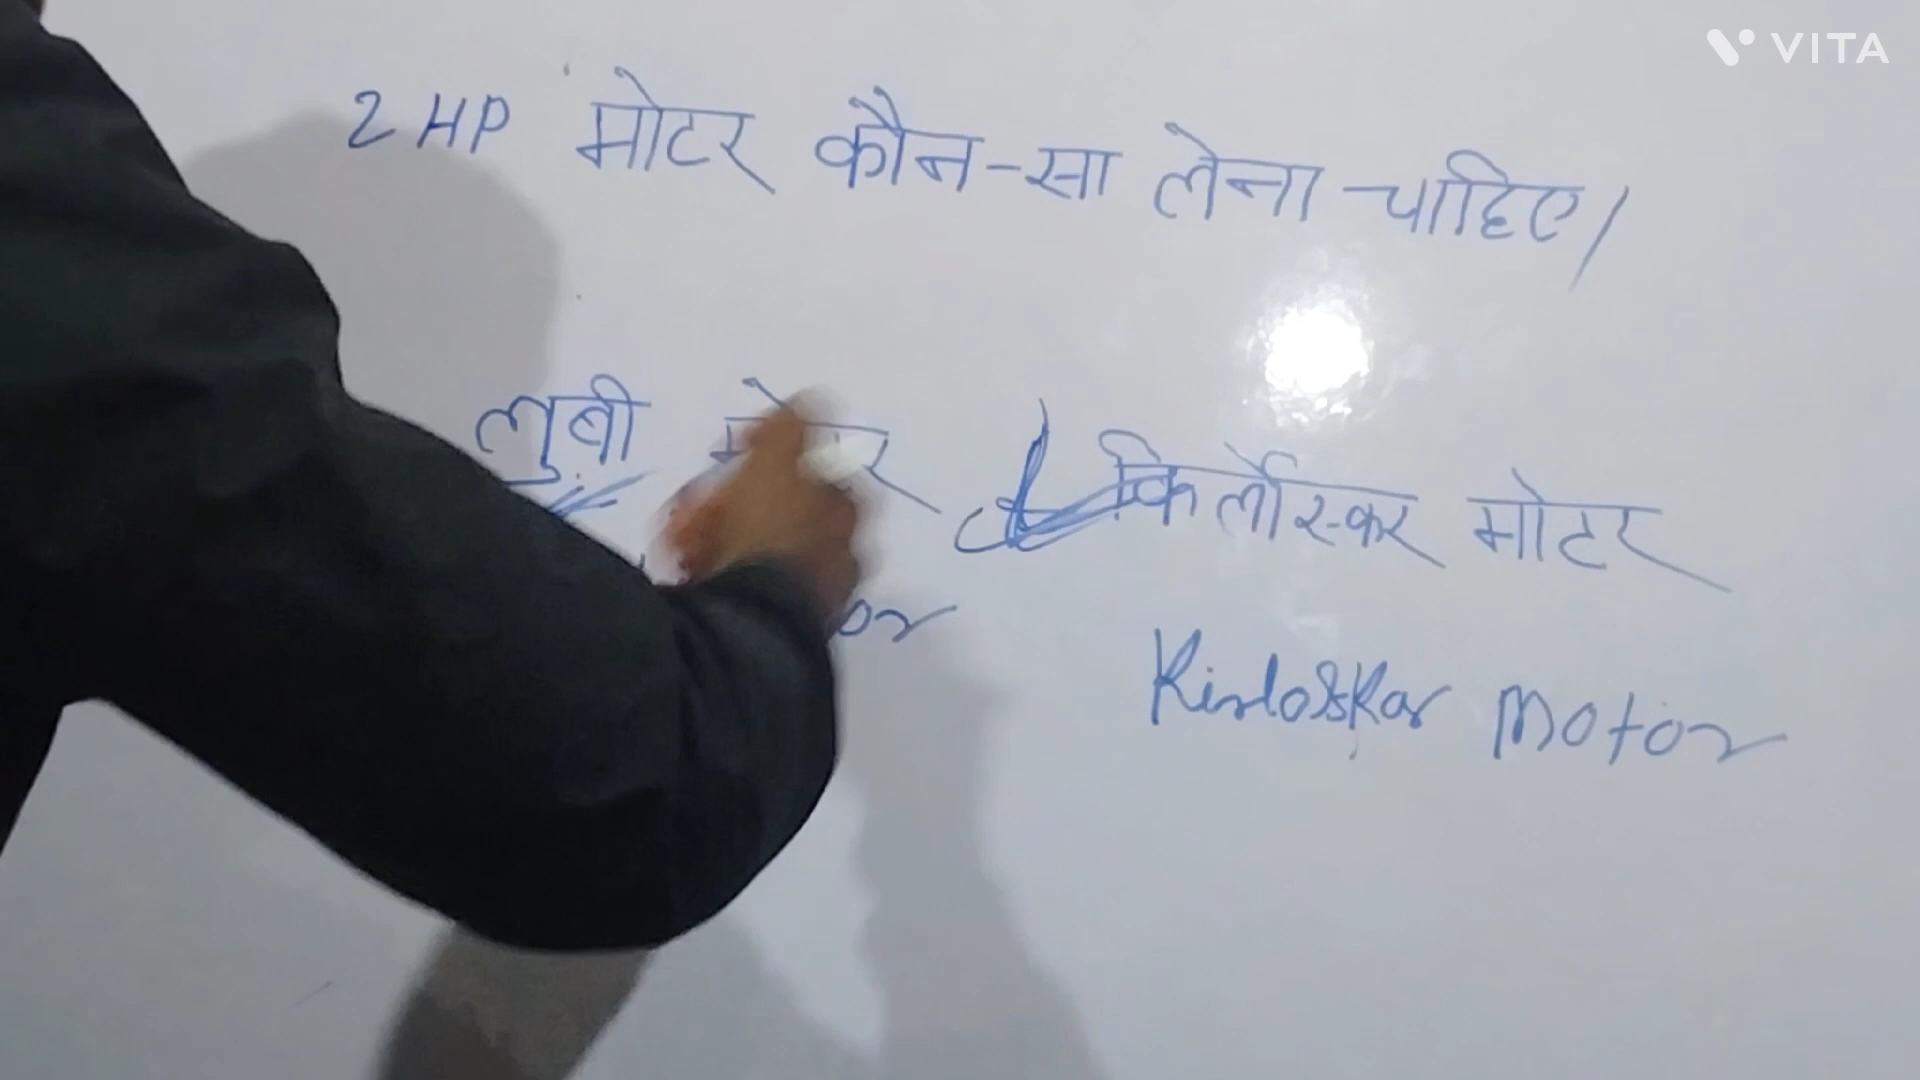 VITA
2 HP मोटर कौन-सा लेना चाहिए।
लुबी किर्लोस्कर मोटर
Kirloskar Motor